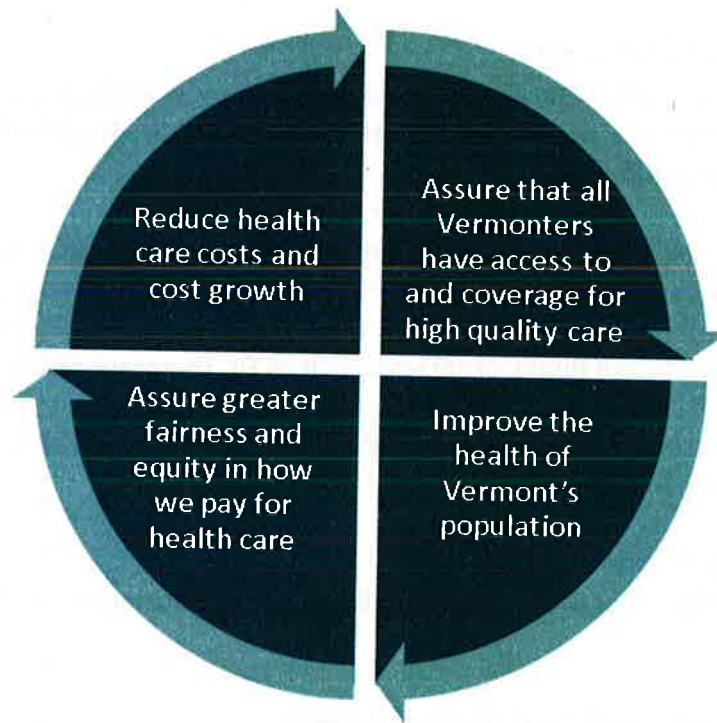 Reduce health
care costs and
cost growth
Assure that all
Vermonters
have access to
and coverage for
high quality care
Assure greater
fairness and
equity in how
we pay for
health care
Improve the
health of
Vermont's
population